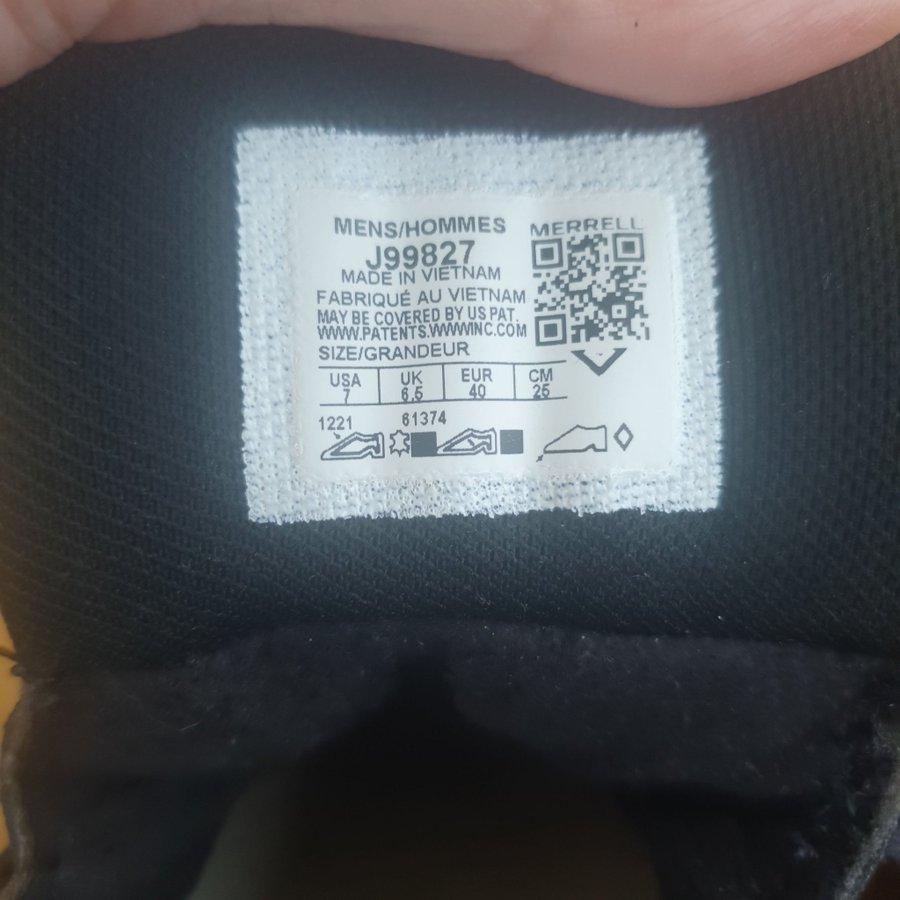 MENS/HOMMES
MERRELL
J99827
MADE IN VIETNAM
FABRIQUÉ AU VIETNAM
MAY BE COVERED BY US PAT.
WWW.PATENTS.WWWINC.COM
SIZE/GRANDEUR
USA UK EUR CM
7 6.5 40 25
1221 61374